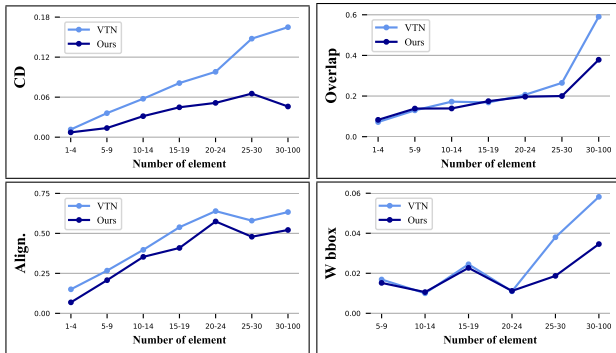 0.18
0.12
0.06
0.00
CD
VTN
Ours
1-4 5-9 10-14 15-19 20-24 25-30 30-100
Number of element
0.6
0.4
0.2
0.0
Overlap
VTN
Ours
1-4 5-9 10-14 15-19 20-24 25-30 30-100
Number of element
0.75
0.50
0.25
0.00
Align.
VTN
Ours
1-4 5-9 10-14 15-19 20-24 25-30 30-100
Number of element
0.06
0.04
0.02
0.00
W bbox
VTN
Ours
5-9 10-14 15-19 20-24 25-30 30-100
Number of element